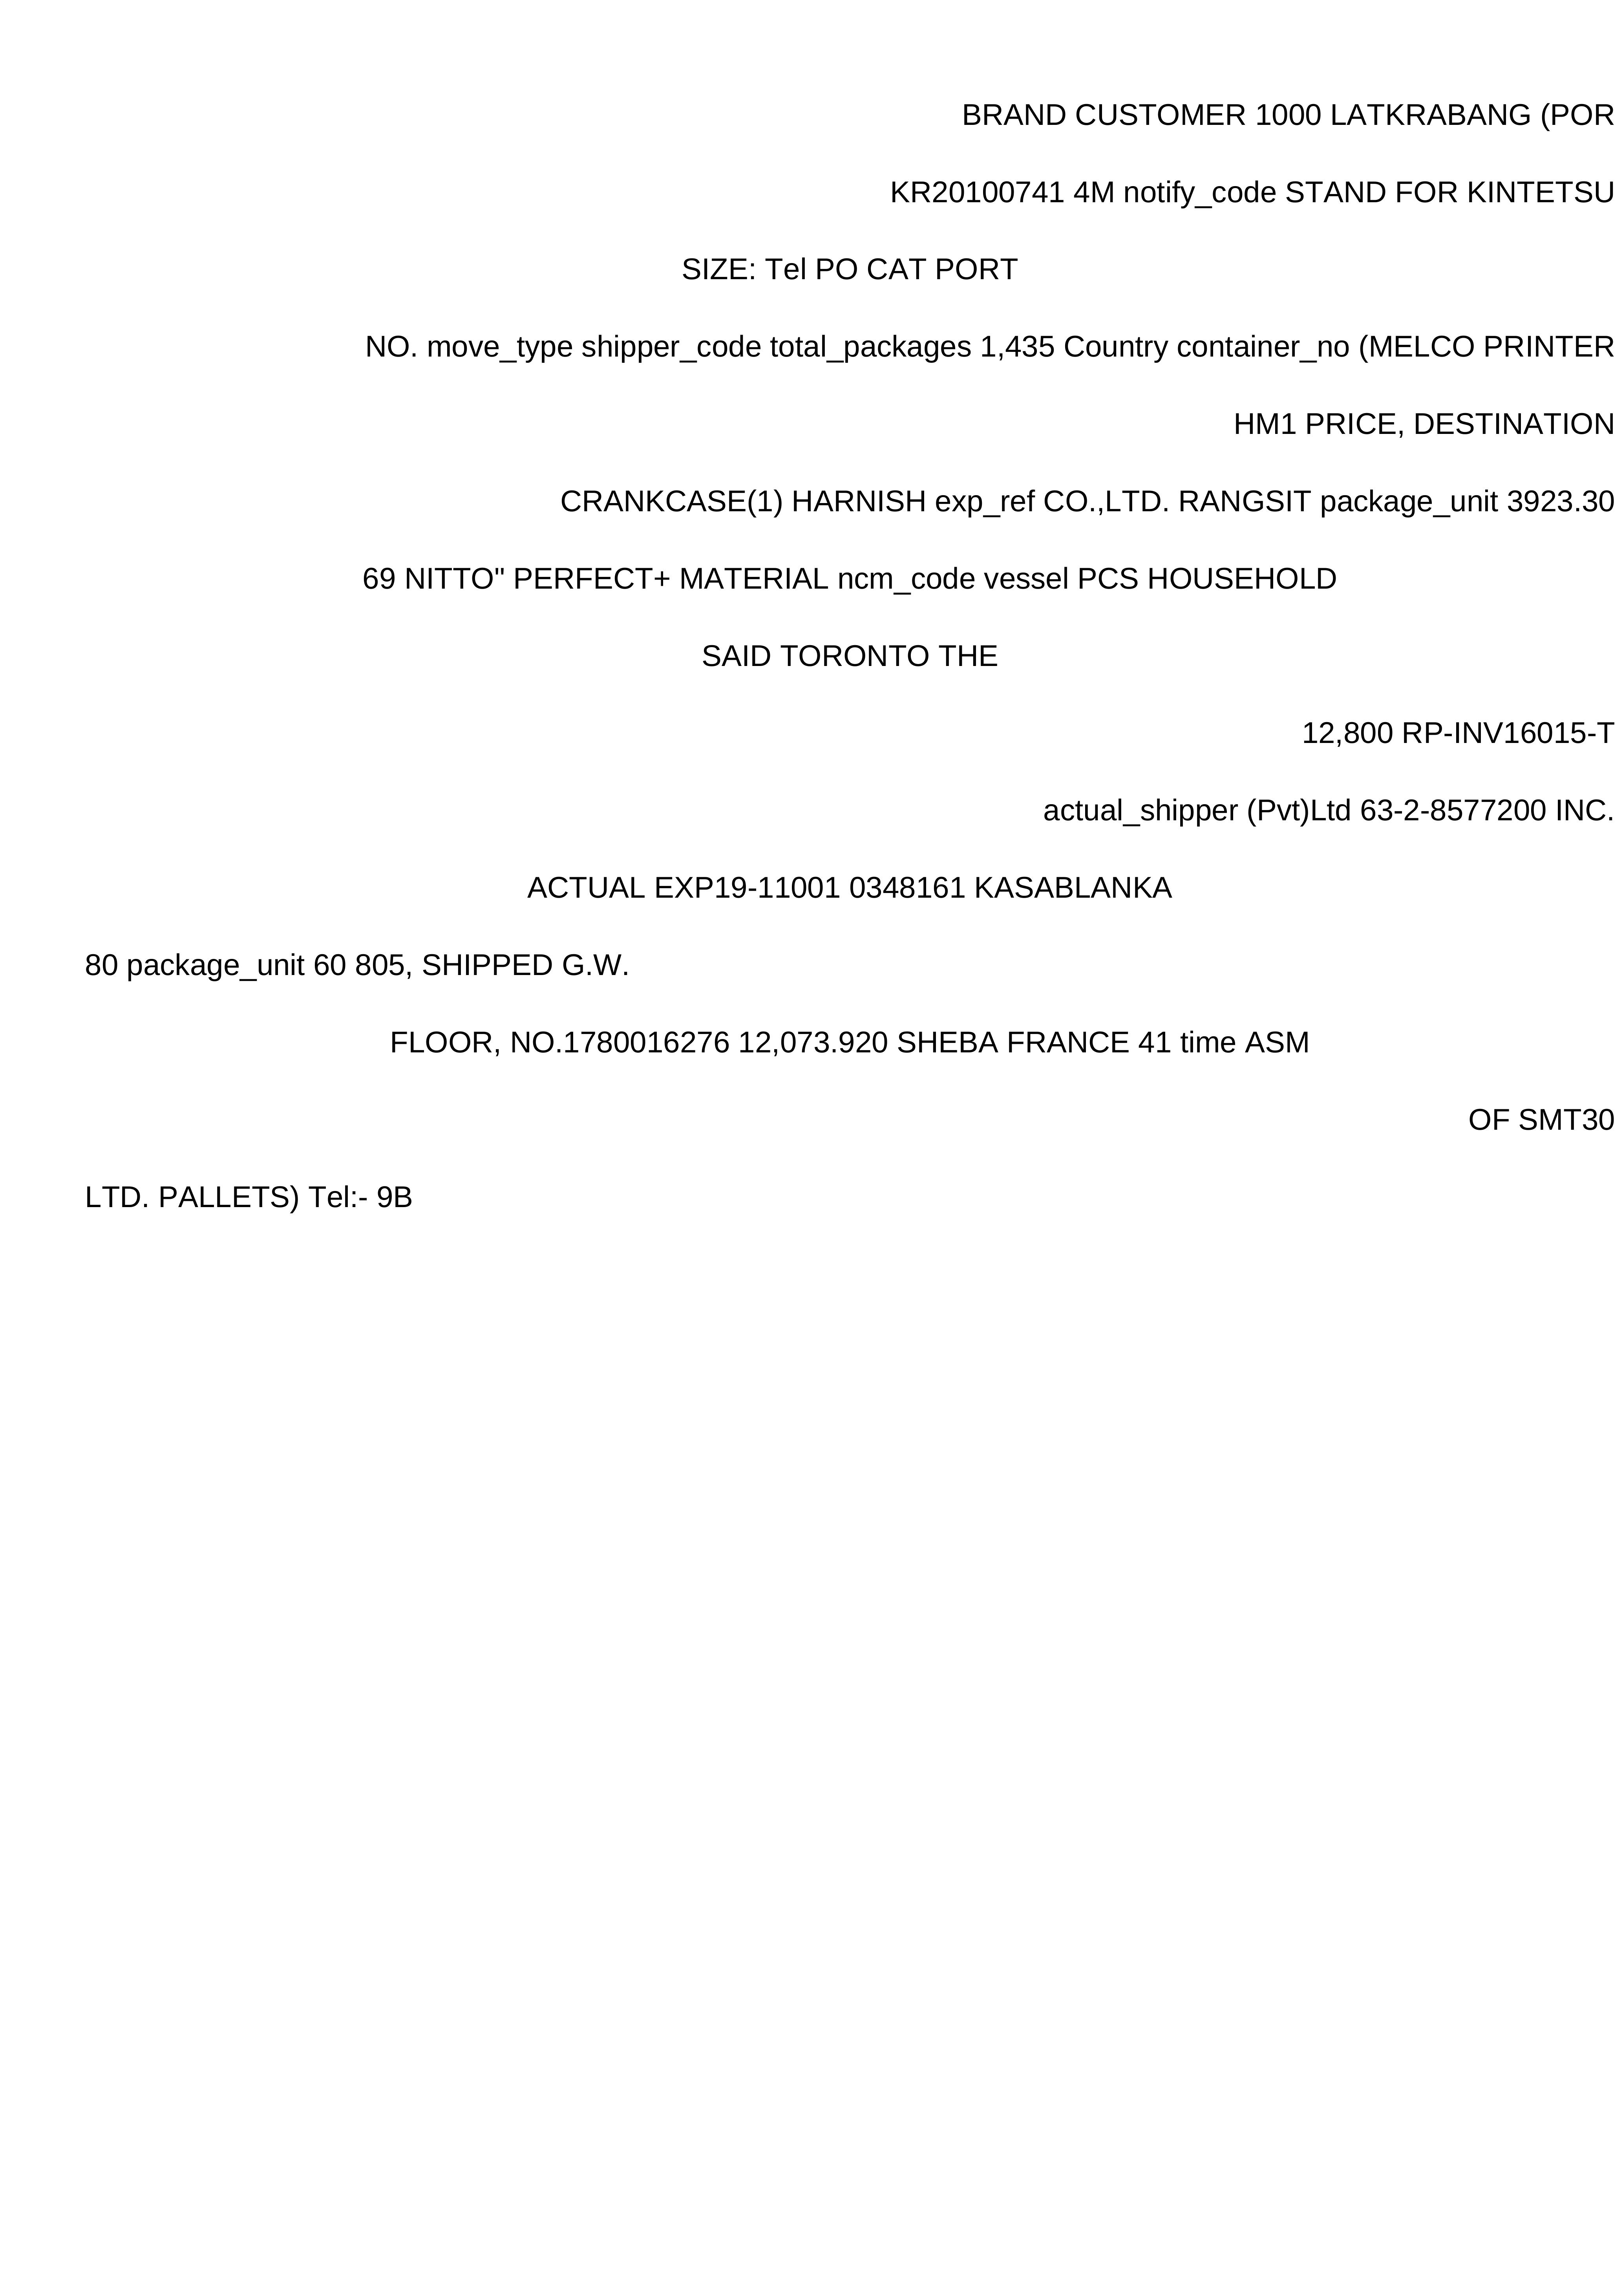 BRAND CUSTOMER 1000 LATKRABANG (POR
KR20100741 4M notify_code STAND FOR KINTETSU
SIZE: Tel PO CAT PORT
NO. move_type shipper_code total_packages 1,435 Country container_no (MELCO PRINTER
HM1 PRICE, DESTINATION
CRANKCASE(1) HARNISH exp_ref CO.,LTD. RANGSIT package_unit 3923.30
69 NITTO" PERFECT+ MATERIAL ncm_code vessel PCS HOUSEHOLD
SAID TORONTO THE
12,800 RP-INV16015-T
actual_shipper (Pvt)Ltd 63-2-8577200 INC.
ACTUAL EXP19-11001 0348161 KASABLANKA
80 package_unit 60 805, SHIPPED G.W.
FLOOR, NO.1780016276 12,073.920 SHEBA FRANCE 41 time ASM
OF SMT30
LTD. PALLETS) Tel:- 9B